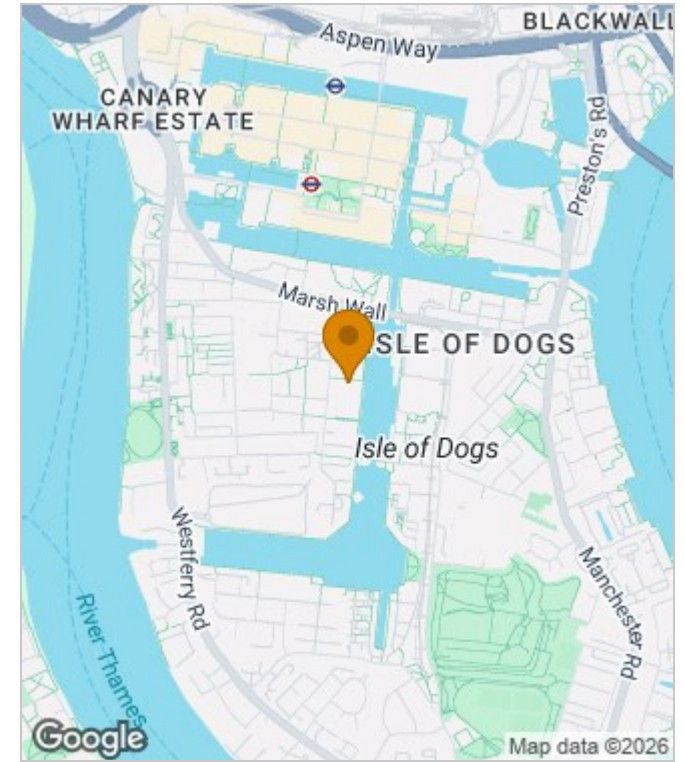 BLACKWALL
Aspen Way
CANARY
WHARF ESTATE
Preston's Rd
Marsh Wall
ISLE OF DOGS
Isle of Dogs
Westferry Rd
Manchester Rd
River Thames
Google
Map data ©2026